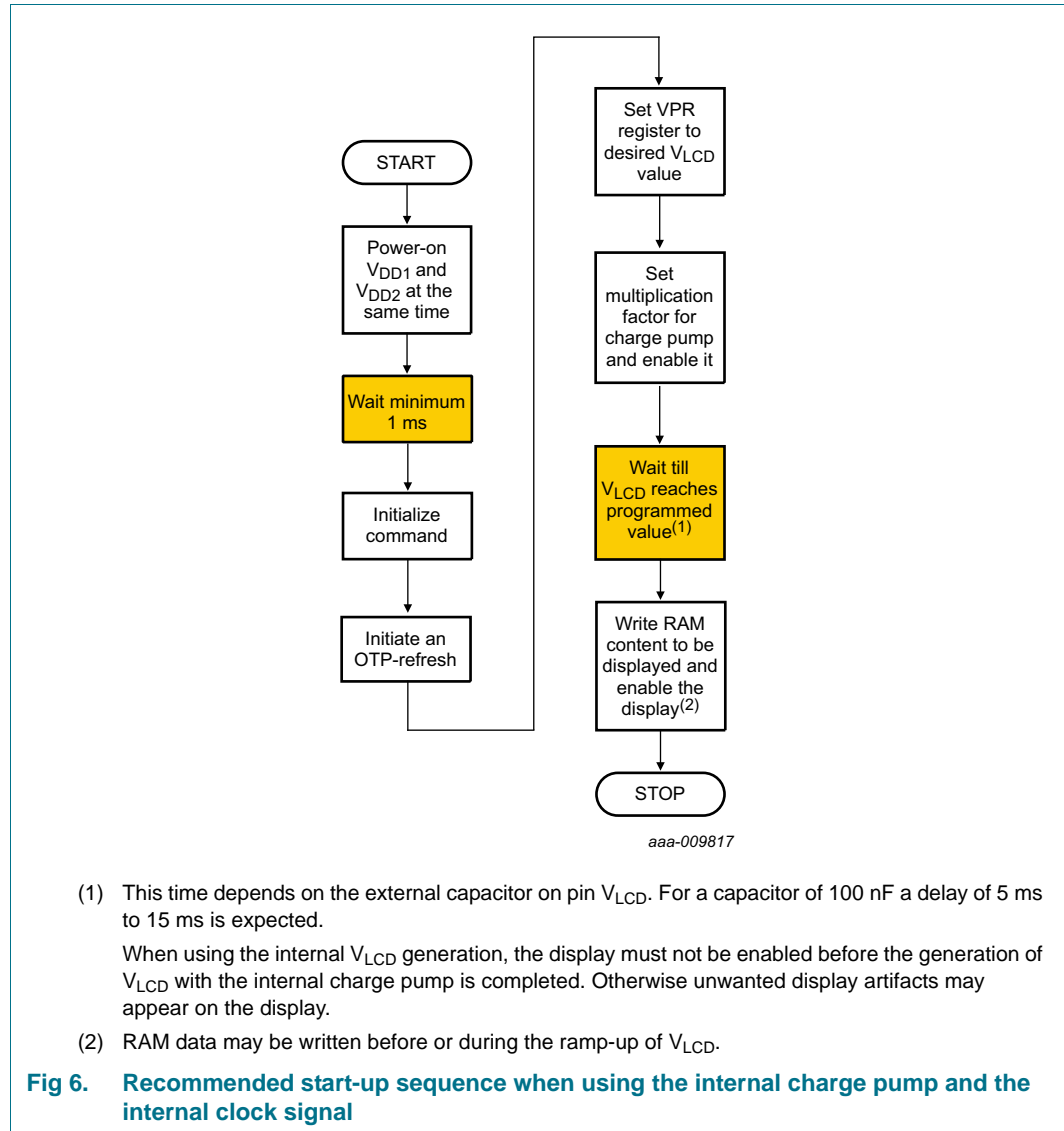 START
Power-on
VDD1 and
VDD2 at the
same time
Wait minimum
1 ms
Initialize
command
Initiate an
OTP-refresh
Set VPR
register to
desired VLCD
value
Set
multiplication
factor for
charge pump
and enable it
Wait till
VLCD reaches
programmed
value(1)
Write RAM
content to be
displayed and
enable the
display(2)
STOP
aaa-009817
(1) This time depends on the external capacitor on pin VLCD. For a capacitor of 100 nF a delay of 5 ms
to 15 ms is expected.
When using the internal VLCD generation, the display must not be enabled before the generation of
VLCD with the internal charge pump is completed. Otherwise unwanted display artifacts may
appear on the display.
(2) RAM data may be written before or during the ramp-up of VLCD.
Fig 6. Recommended start-up sequence when using the internal charge pump and the
internal clock signal